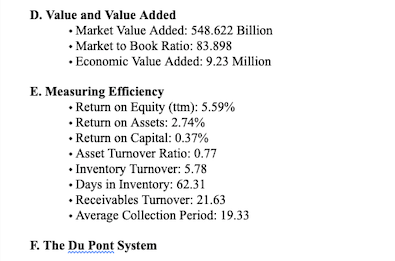 D. Value and Value Added
• Market Value Added: 548.622 Billion
• Market to Book Ratio: 83.898
• Economic Value Added: 9.23 Million
E. Measuring Efficiency
• Return on Equity (ttm): 5.59%
• Return on Assets: 2.74%
• Return on Capital: 0.37%
• Asset Turnover Ratio: 0.77
• Inventory Turnover: 5.78
• Days in Inventory: 62.31
• Receivables Turnover: 21.63
• Average Collection Period: 19.33
F. The Du Pont System